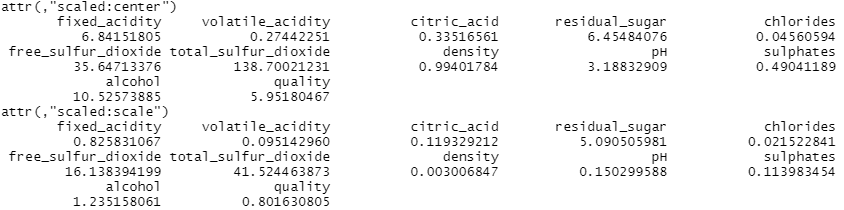 attr(,"scaled:center")
fixed_acidity volatile_acidity citric_acid residual_sugar chlorides
6.84151805 0.27442251 0.33516561 6.45484076 0.04560594
free_sulfur_dioxide total_sulfur_dioxide density pH sulphates
35.64713376 138.70021231 0.99401784 3.18832909 0.49041189
alcohol quality
10.52573885 5.95180467
attr(,"scaled:scale")
fixed_acidity volatile_acidity citric_acid residual_sugar chlorides
0.825831067 0.095142960 0.119329212 5.090505981 0.021522841
free_sulfur_dioxide total_sulfur_dioxide density pH sulphates
16.138394199 41.524463873 0.003006847 0.150299588 0.113983454
alcohol quality
1.235158061 0.801630805